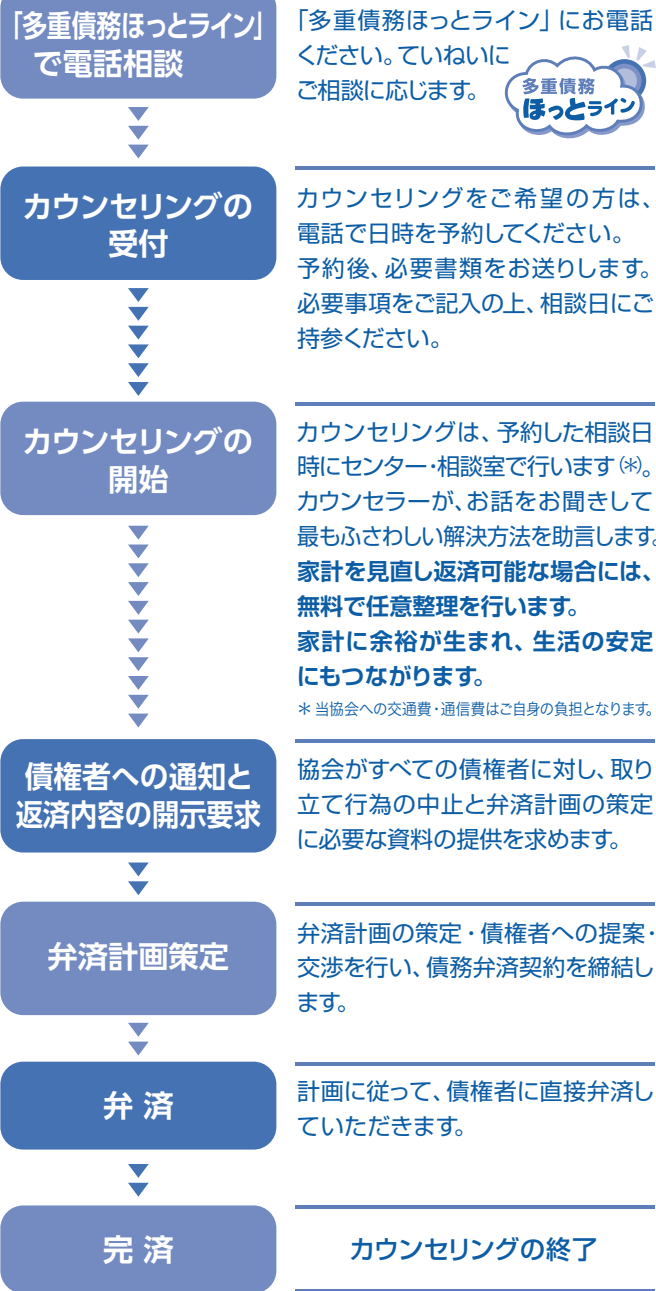 「多重債務ほっとライン」
で電話相談
「多重債務ほっとライン」にお電話
ください。ていねいに
ご相談に応じます。
多重債務
ほっとライン
カウンセリングの
受付
カウンセリングをご希望の方は、
電話で日時を予約してください。
予約後、必要書類をお送りします。
必要事項をご記入の上、相談日にご
持参ください。
カウンセリングの
開始
カウンセリングは、予約した相談日
時にセンター・相談室で行います(＊)。
カウンセラーが、お話をお聞きして
最もふさわしい解決方法を助言します。
家計を見直し返済可能な場合には、
無料で任意整理を行います。
家計に余裕が生まれ、生活の安定
にもつながります。
＊当協会への交通費・通信費はご自身の負担となります。
債権者への通知と
返済内容の開示要求
協会がすべての債権者に対し、取り
立て行為の中止と弁済計画の策定
に必要な資料の提供を求めます。
弁済計画策定
弁済計画の策定・債権者への提案・
交渉を行い、債務弁済契約を締結し
ます。
弁 済
計画に従って、債権者に直接弁済し
ていただきます。
完 済
カウンセリングの終了